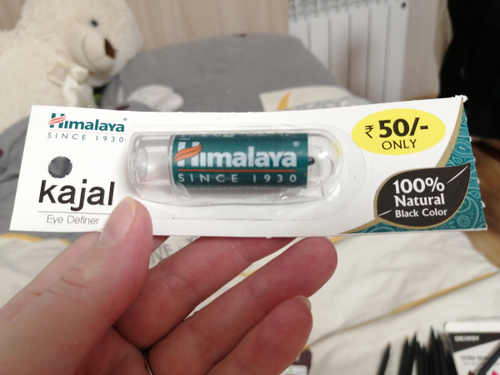 Himalaya
SINCE 1930
kajal
Eye Definer
Himalaya
SINCE 1930
₹ 50/-
ONLY
100%
Natural
Black Color